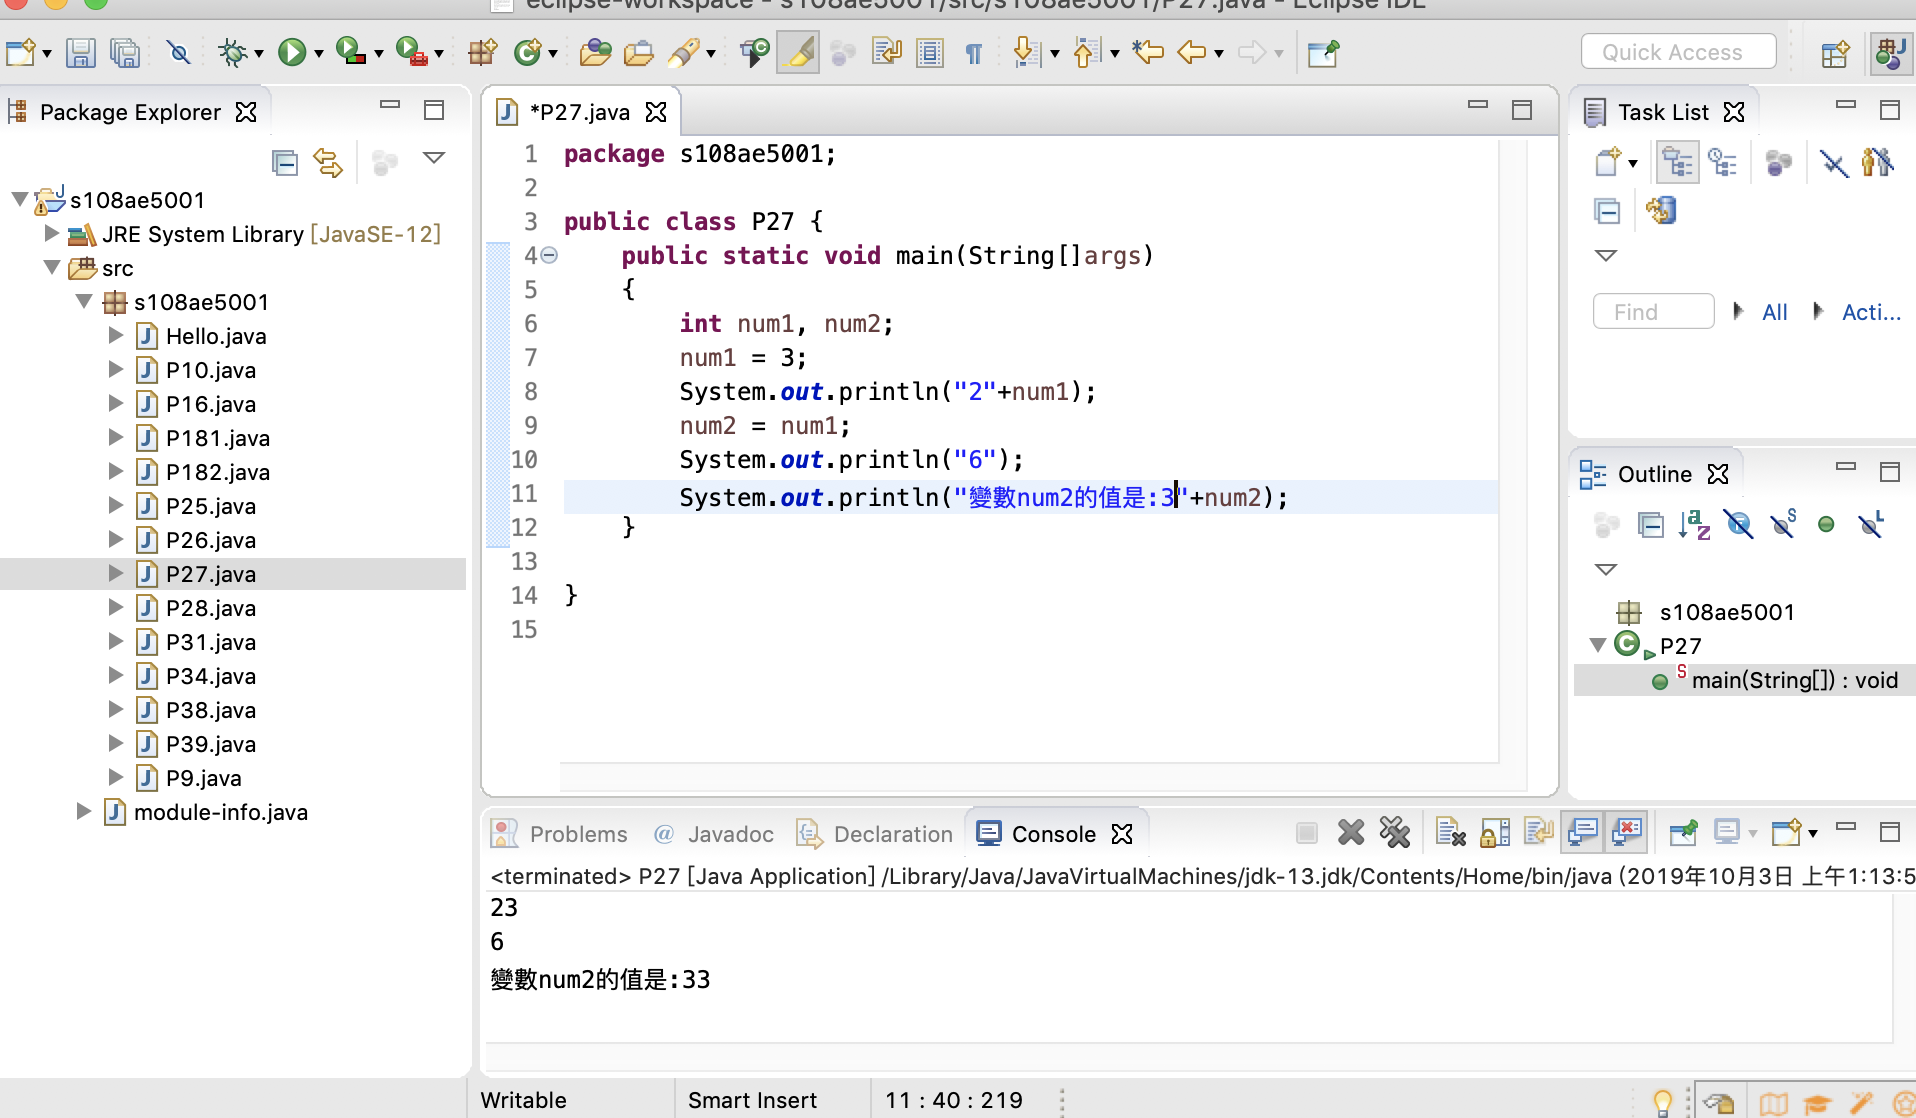 eclipse-workspace - s108ae5001/src/s108ae5001/P27.java - Eclipse IDE
Quick Access
Package Explorer
s108ae5001
JRE System Library [JavaSE-12]
src
s108ae5001
Hello.java
P10.java
P16.java
P181.java
P182.java
P25.java
P26.java
P27.java
P28.java
P31.java
P34.java
P38.java
P39.java
P9.java
module-info.java
*P27.java
1 package s108ae5001;
2
3 public class P27 {
4 public static void main(String[]args)
5 {
6 int num1, num2;
7 num1 = 3;
8 System.out.println("2"+num1);
9 num2 = num1;
10 System.out.println("6");
11 System.out.println("變數num2的值是:3"+num2);
12 }
13
14 }
15
Task List
Find
All
Acti...
Outline
s108ae5001
P27
main(String[]) : void
Problems
Javadoc
Declaration
Console
<terminated> P27 [Java Application] /Library/Java/JavaVirtualMachines/jdk-13.jdk/Contents/Home/bin/java (2019年10月3日 上午1:13:5
23
6
變數num2的值是:33
Writable
Smart Insert
11 : 40 : 219